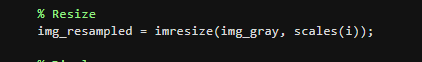 % Resize
img_resampled = imresize(img_gray, scales(i));